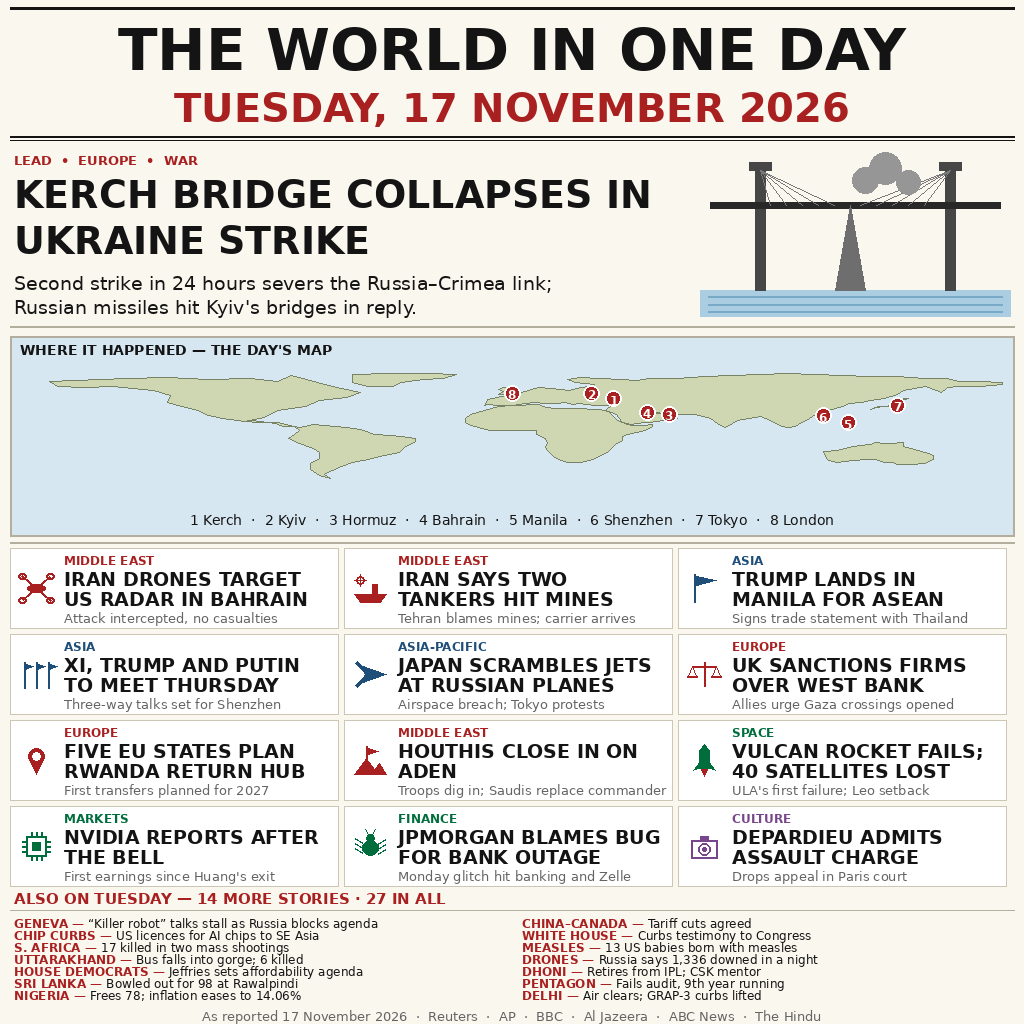 THE WORLD IN ONE DAY
TUESDAY, 17 NOVEMBER 2026
LEAD • EUROPE • WAR
KERCH BRIDGE COLLAPSES IN
UKRAINE STRIKE
Second strike in 24 hours severs the Russia–Crimea link;
Russian missiles hit Kyiv's bridges in reply.
WHERE IT HAPPENED — THE DAY'S MAP
8
2
1
4
3
6
5
7
1 Kerch · 2 Kyiv · 3 Hormuz · 4 Bahrain · 5 Manila · 6 Shenzhen · 7 Tokyo · 8 London
MIDDLE EAST
IRAN DRONES TARGET
US RADAR IN BAHRAIN
Attack intercepted, no casualties
MIDDLE EAST
IRAN SAYS TWO
TANKERS HIT MINES
Tehran blames mines; carrier arrives
ASIA
TRUMP LANDS IN
MANILA FOR ASEAN
Signs trade statement with Thailand
ASIA
XI, TRUMP AND PUTIN
TO MEET THURSDAY
Three-way talks set for Shenzhen
ASIA-PACIFIC
JAPAN SCRAMBLES JETS
AT RUSSIAN PLANES
Airspace breach; Tokyo protests
EUROPE
UK SANCTIONS FIRMS
OVER WEST BANK
Allies urge Gaza crossings opened
EUROPE
FIVE EU STATES PLAN
RWANDA RETURN HUB
First transfers planned for 2027
MIDDLE EAST
HOUTHIS CLOSE IN ON
ADEN
Troops dig in; Saudis replace commander
SPACE
VULCAN ROCKET FAILS;
40 SATELLITES LOST
ULA's first failure; Leo setback
MARKETS
NVIDIA REPORTS AFTER
THE BELL
First earnings since Huang's exit
FINANCE
JPMORGAN BLAMES BUG
FOR BANK OUTAGE
Monday glitch hit banking and Zelle
CULTURE
DEPARDIEU ADMITS
ASSAULT CHARGE
Drops appeal in Paris court
ALSO ON TUESDAY — 14 MORE STORIES · 27 IN ALL
GENEVA — “Killer robot” talks stall as Russia blocks agenda
CHIP CURBS — US licences for AI chips to SE Asia
S. AFRICA — 17 killed in two mass shootings
UTTARAKHAND — Bus falls into gorge; 6 killed
HOUSE DEMOCRATS — Jeffries sets affordability agenda
SRI LANKA — Bowled out for 98 at Rawalpindi
NIGERIA — Frees 78; inflation eases to 14.06%
CHINA–CANADA — Tariff cuts agreed
WHITE HOUSE — Curbs testimony to Congress
MEASLES — 13 US babies born with measles
DRONES — Russia says 1,336 downed in a night
DHONI — Retires from IPL; CSK mentor
PENTAGON — Fails audit, 9th year running
DELHI — Air clears; GRAP-3 curbs lifted
As reported 17 November 2026 · Reuters · AP · BBC · Al Jazeera · ABC News · The Hindu